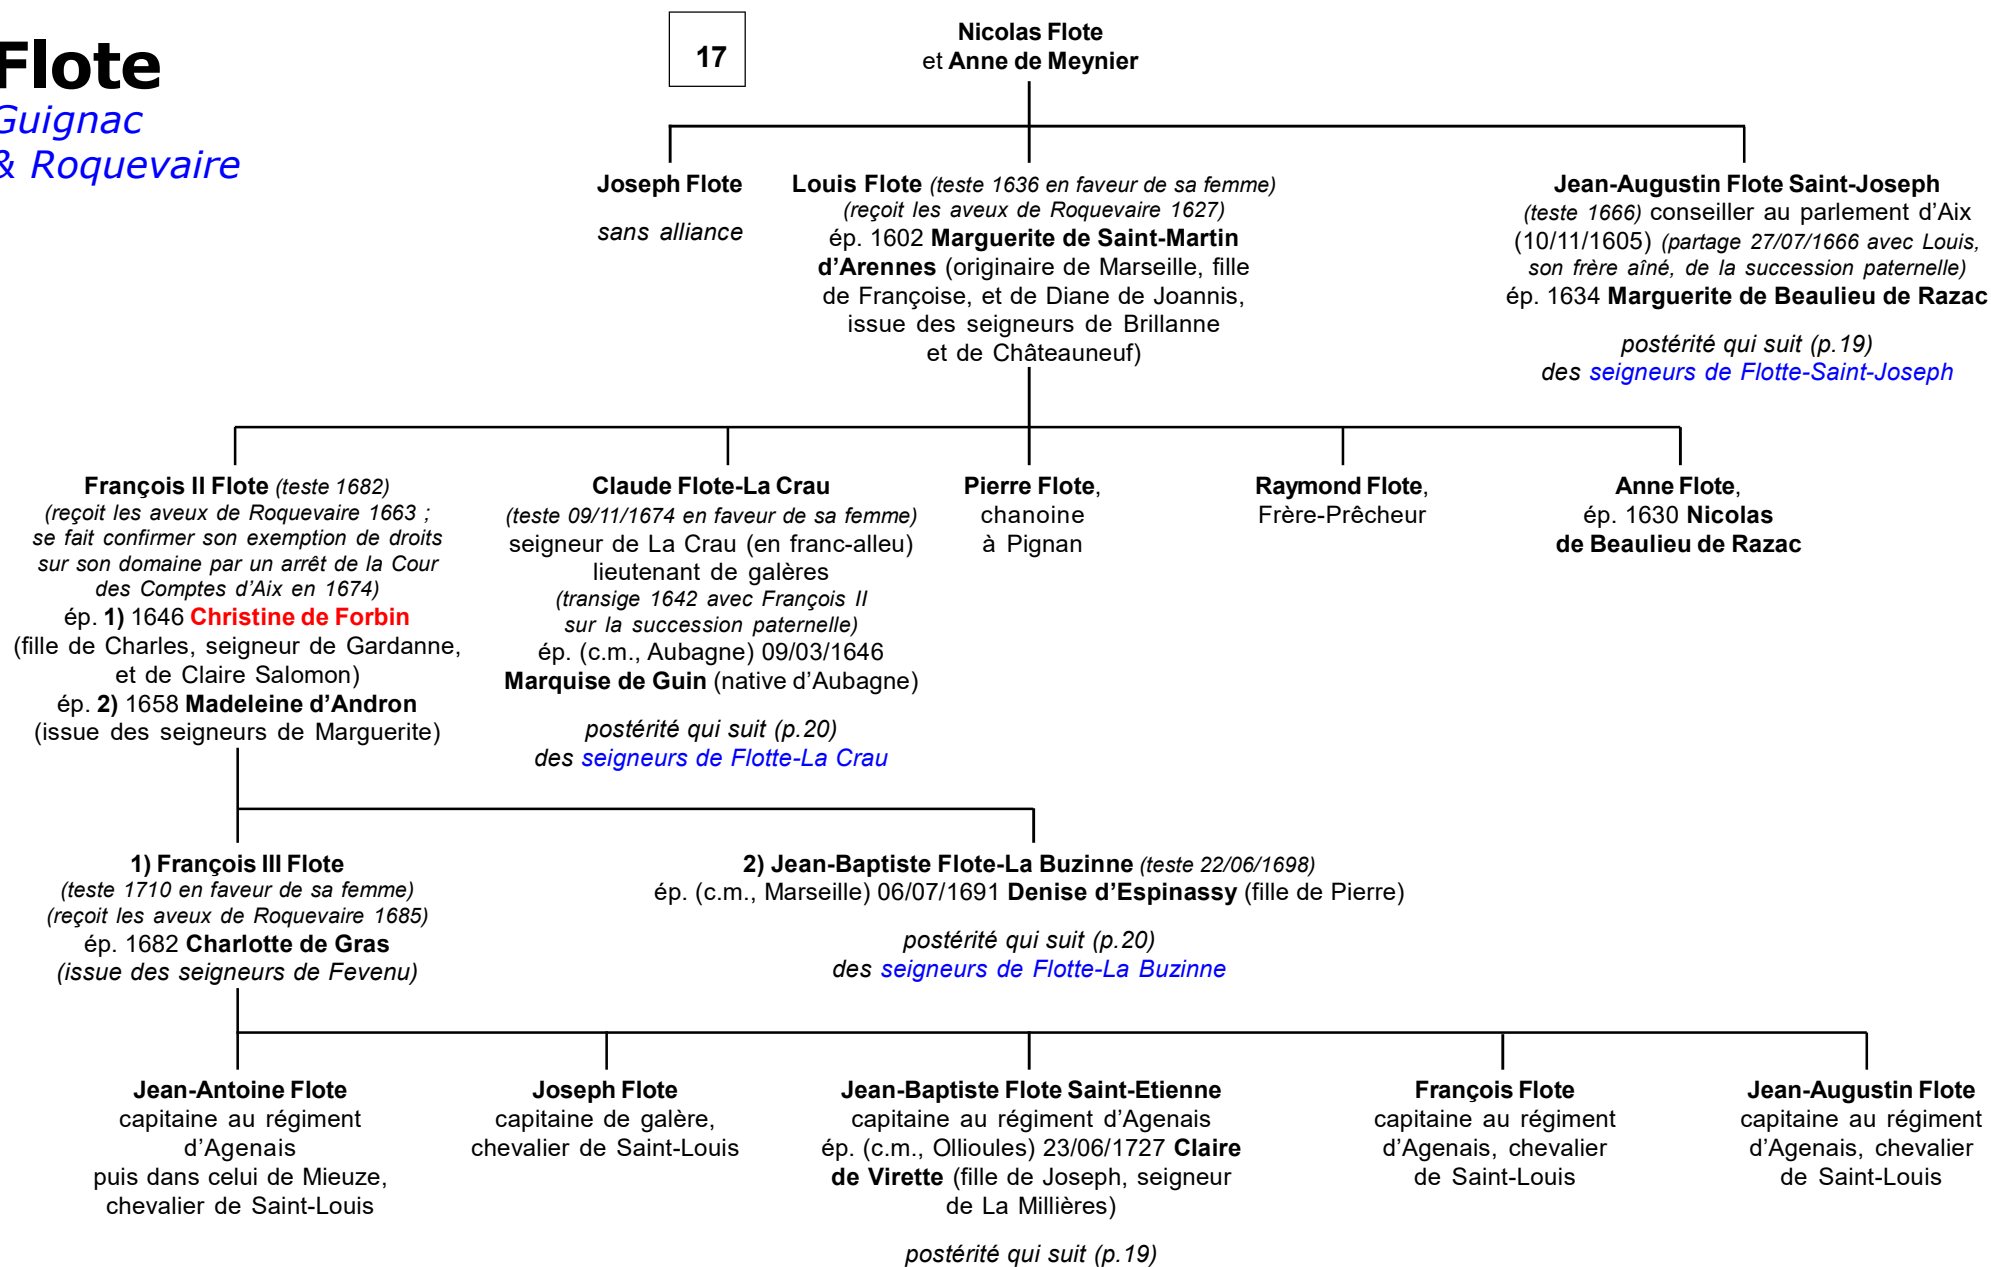 Flote
Guignac
& Roquevaire
17
Nicolas Flote
et Anne de Meynier
Joseph Flote
sans alliance
Louis Flote (teste 1636 en faveur de sa femme)
(reçoit les aveux de Roquevaire 1627)
ép. 1602 Marguerite de Saint-Martin
d'Arennes (originaire de Marseille, fille
de Françoise, et de Diane de Joannis,
issue des seigneurs de Brillanne
et de Châteauneuf)
Jean-Augustin Flote Saint-Joseph
(teste 1666) conseiller au parlement d'Aix
(10/11/1605) (partage 27/07/1666 avec Louis,
son frère aîné, de la succession paternelle)
ép. 1634 Marguerite de Beaulieu de Razac
postérité qui suit (p.19)
des seigneurs de Flotte-Saint-Joseph
François II Flote (teste 1682)
(reçoit les aveux de Roquevaire 1663 ;
se fait confirmer son exemption de droits
sur son domaine par un arrêt de la Cour
des Comptes d'Aix en 1674)
ép. 1) 1646 Christine de Forbin
(fille de Charles, seigneur de Gardanne,
et de Claire Salomon)
ép. 2) 1658 Madeleine d'Andron
(issue des seigneurs de Marguerite)
Claude Flote-La Crau
(teste 09/11/1674 en faveur de sa femme)
seigneur de La Crau (en franc-alleu)
lieutenant de galères
(transige 1642 avec François II
sur la succession paternelle)
ép. (c.m., Aubagne) 09/03/1646
Marquise de Guin (native d'Aubagne)
postérité qui suit (p.20)
des seigneurs de Flotte-La Crau
Pierre Flote,
chanoine
à Pignan
Raymond Flote,
Frère-Prêcheur
Anne Flote,
ép. 1630 Nicolas
de Beaulieu de Razac
1) François III Flote
(teste 1710 en faveur de sa femme)
(reçoit les aveux de Roquevaire 1685)
ép. 1682 Charlotte de Gras
(issue des seigneurs de Fevenu)
2) Jean-Baptiste Flote-La Buzinne (teste 22/06/1698)
ép. (c.m., Marseille) 06/07/1691 Denise d'Espinassy (fille de Pierre)
postérité qui suit (p.20)
des seigneurs de Flotte-La Buzinne
Jean-Antoine Flote
capitaine au régiment
d'Agenais
puis dans celui de Mieuze,
chevalier de Saint-Louis
Joseph Flote
capitaine de galère,
chevalier de Saint-Louis
Jean-Baptiste Flote Saint-Etienne
capitaine au régiment d'Agenais
ép. (c.m., Ollioules) 23/06/1727 Claire
de Virette (fille de Joseph, seigneur
de La Millières)
postérité qui suit (p.19)
François Flote
capitaine au régiment
d'Agenais, chevalier
de Saint-Louis
Jean-Augustin Flote
capitaine au régiment
d'Agenais, chevalier
de Saint-Louis